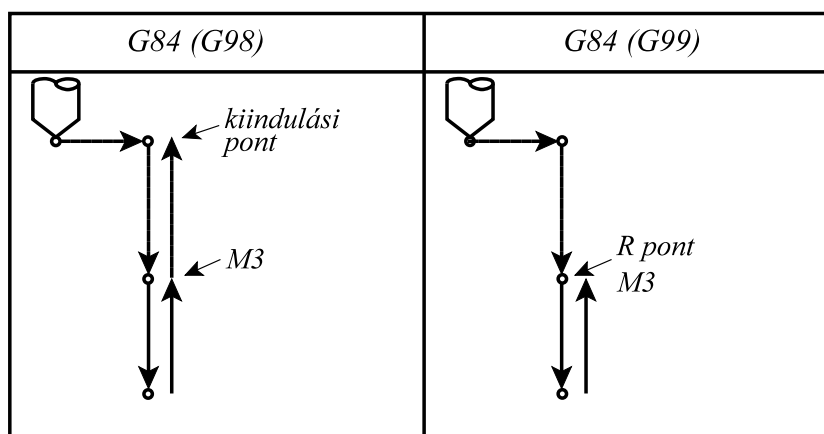 G84 (G98)
G84 (G99)
kiindulási
pont
M3
R pont
M3